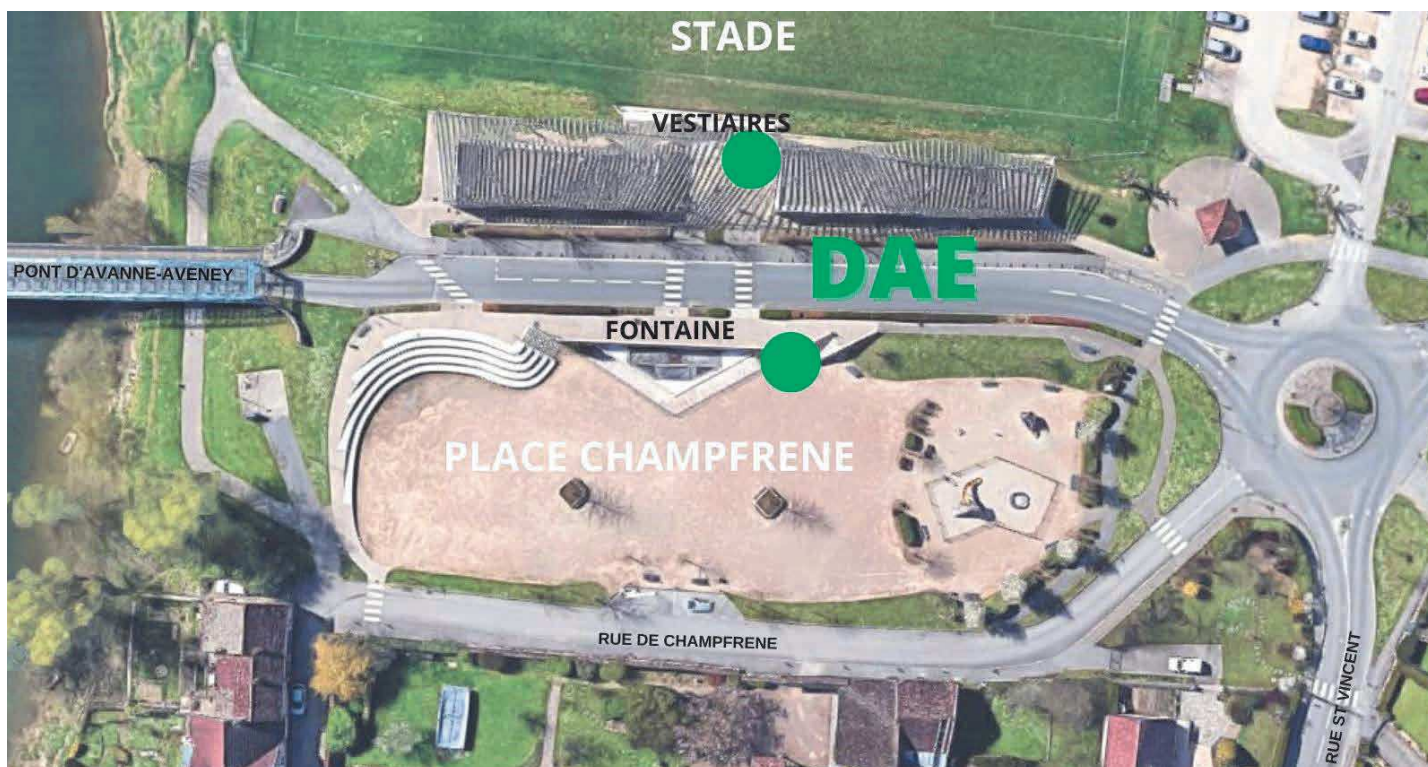 STADE
VESTIAIRES
DAE
PONT D'AVANNE-AVENEY
FONTAINE
PLACE CHAMPFRENE
RUE DE CHAMPFRENE
RUE ST VINCENT